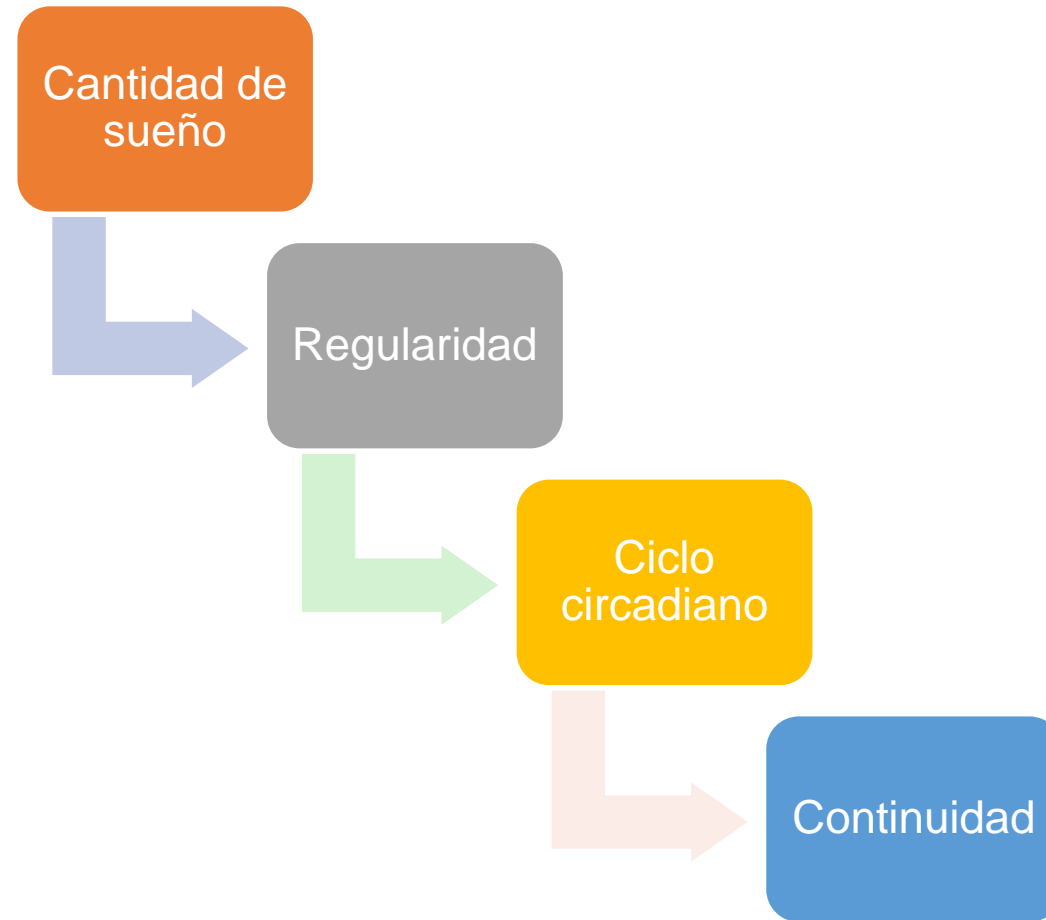 Cantidad de
sueño
Regularidad
Ciclo
circadiano
Continuidad